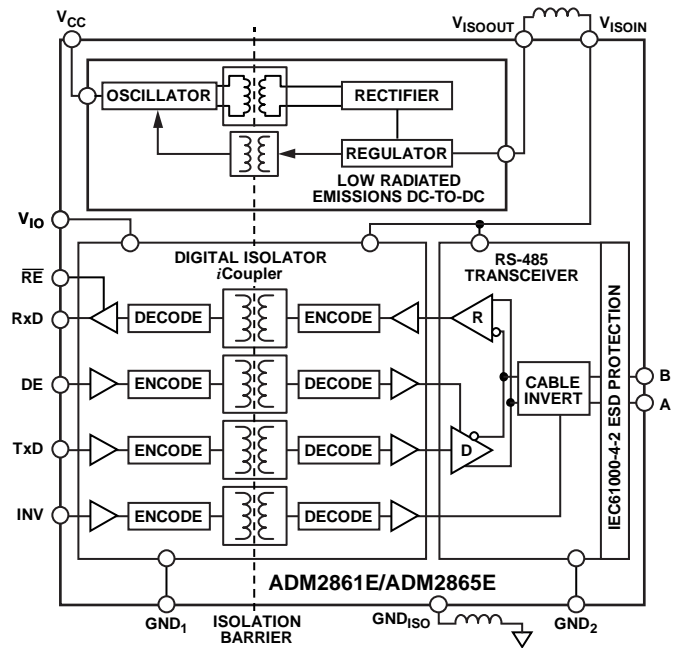 VCC
VISOOUT
VISOIN
OSCILLATOR
RECTIFIER
REGULATOR
LOW RADIATED
EMISSIONS DC-TO-DC
VIO
DIGITAL ISOLATOR
iCoupler
RS-485
TRANSCEIVER
RE
RxD
DECODE
ENCODE
R
DE
ENCODE
DECODE
CABLE
INVERT
B
A
IEC61000-4-2 ESD PROTECTION
TxD
ENCODE
DECODE
D
INV
ENCODE
DECODE
ADM2861E/ADM2865E
GND1
ISOLATION
BARRIER
GNDISO
GND2